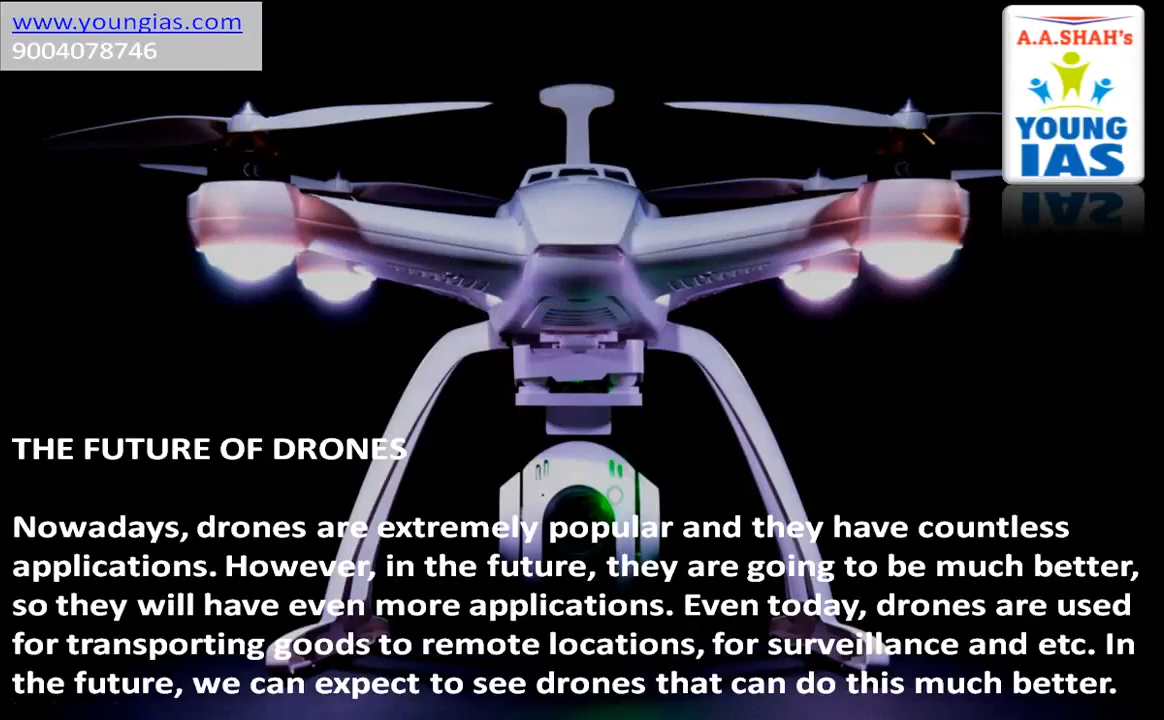 www.youngias.com
9004078746
A.A.SHAH's
YOUNG
IAS
THE FUTURE OF DRONES
Nowadays, drones are extremely popular and they have countless
applications. However, in the future, they are going to be much better,
so they will have even more applications. Even today, drones are used
for transporting goods to remote locations, for surveillance and etc. In
the future, we can expect to see drones that can do this much better.